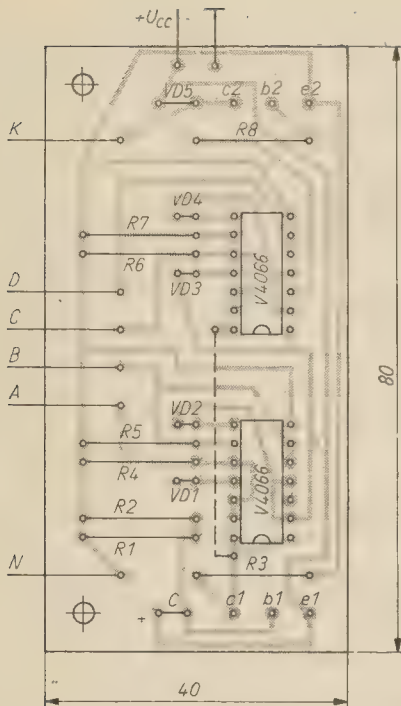 +U_CC
VD5 c2 b2 e2
K
R8
VD4
R7
R6
VD3
V4066
D
C
B
A
80
VD2
R5
R4
VD1
V4066
R2
R1
N
R3
+ C c1 b1 e1
40